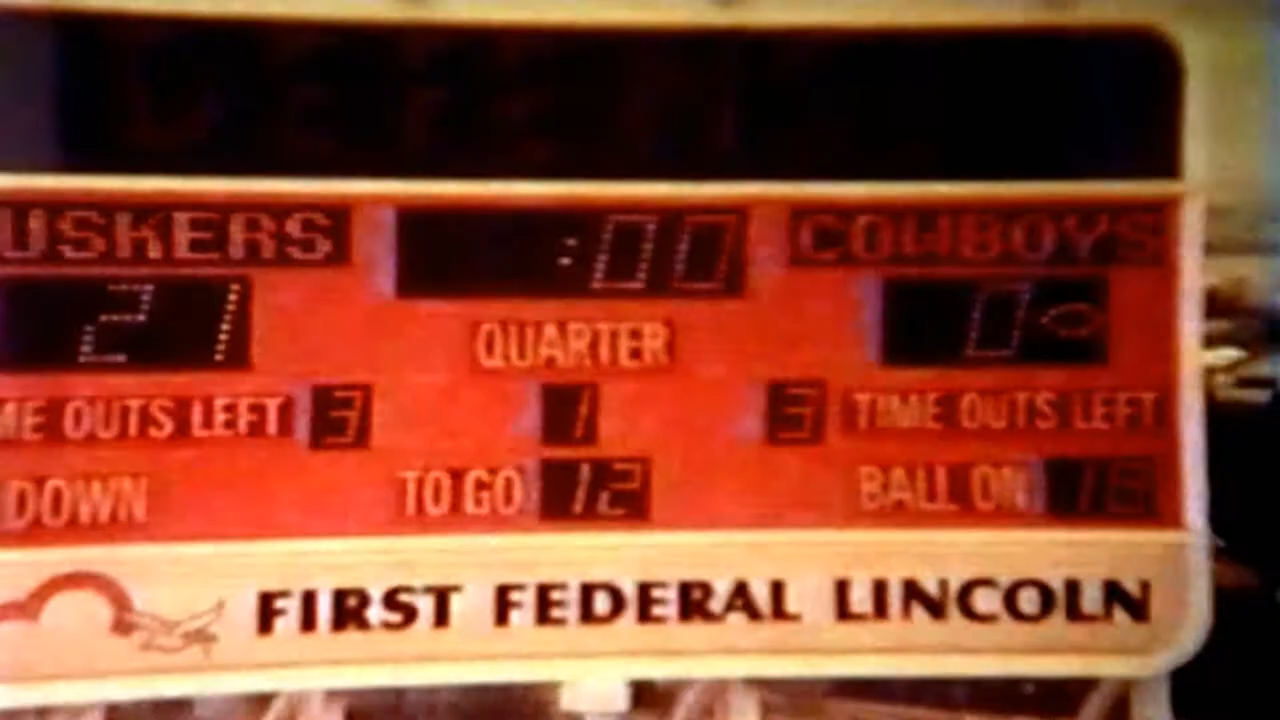 USKERS :00 COWBOYS
21 QUARTER 0
ME OUTS LEFT 3 1 3 TIME OUTS LEFT
DOWN TO GO 12 BALL ON 16
FIRST FEDERAL LINCOLN